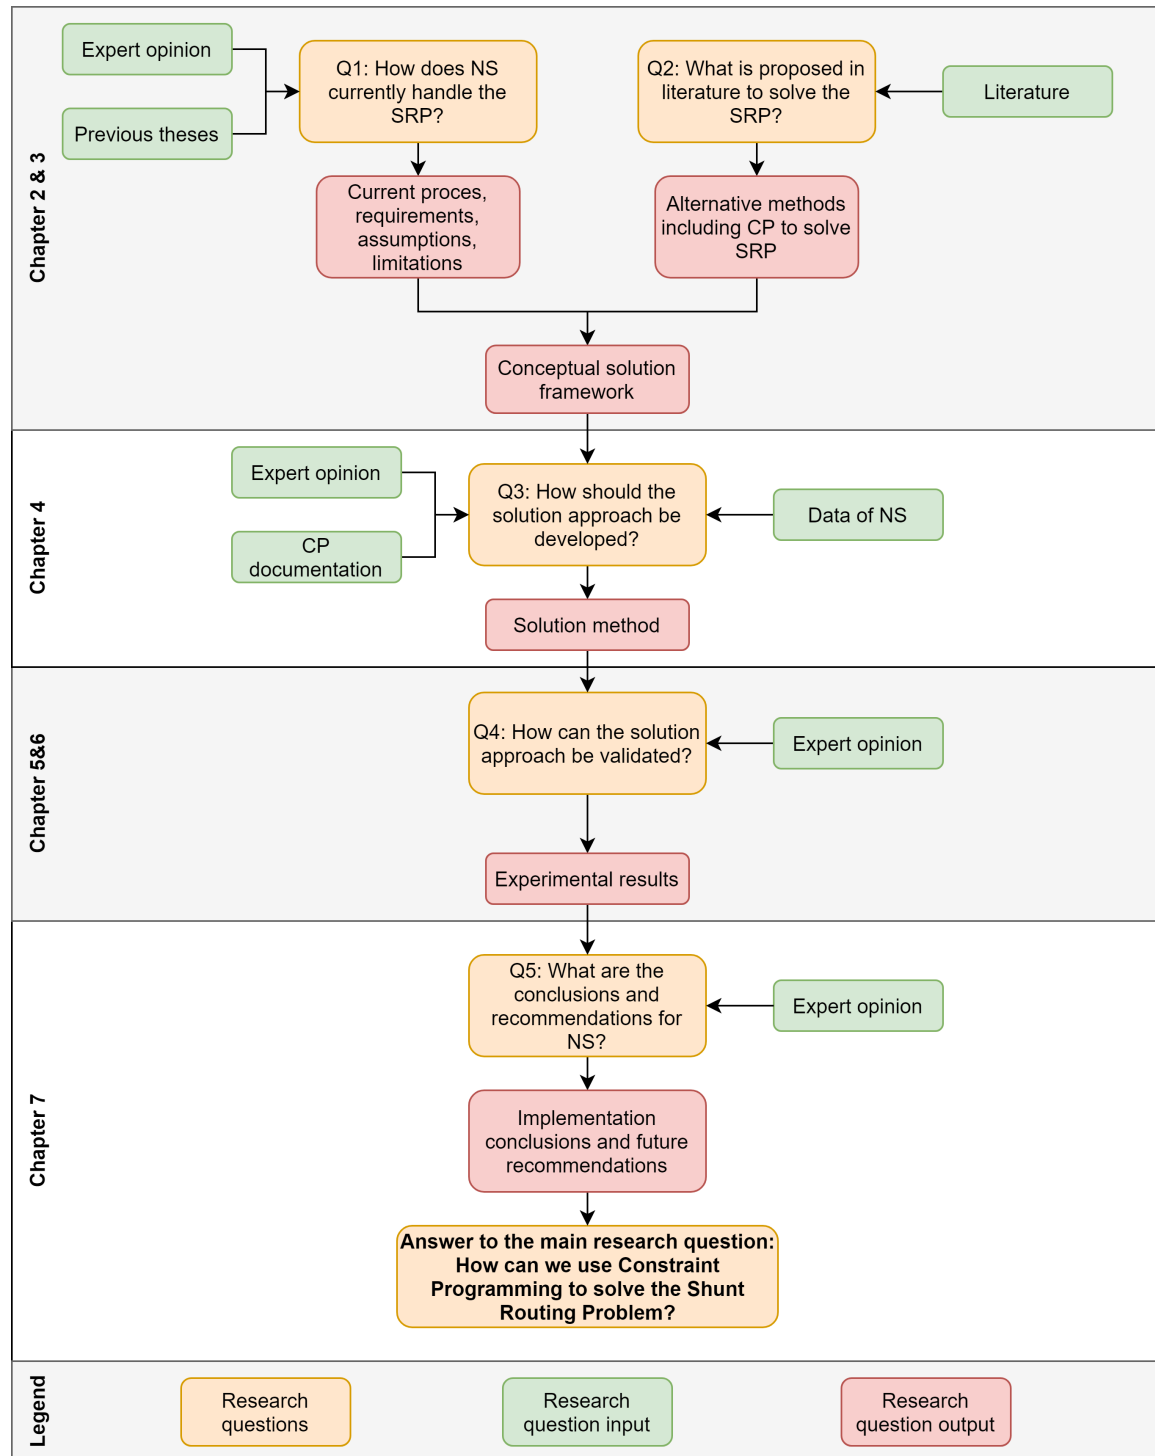 Chapter 2 & 3
Expert opinion
Previous theses
Q1: How does NS
currently handle the
SRP?
Q2: What is proposed in
literature to solve the
SRP?
Literature
Current proces,
requirements,
assumptions,
limitations
Alternative methods
including CP to solve
SRP
Conceptual solution
framework
Chapter 4
Expert opinion
CP
documentation
Q3: How should the
solution approach be
developed?
Data of NS
Solution method
Chapter 5&6
Q4: How can the solution
approach be validated?
Expert opinion
Experimental results
Chapter 7
Q5: What are the
conclusions and
recommendations for
NS?
Expert opinion
Implementation
conclusions and future
recommendations
Answer to the main research question:
How can we use Constraint
Programming to solve the Shunt
Routing Problem?
Legend
Research
questions
Research
question input
Research
question output